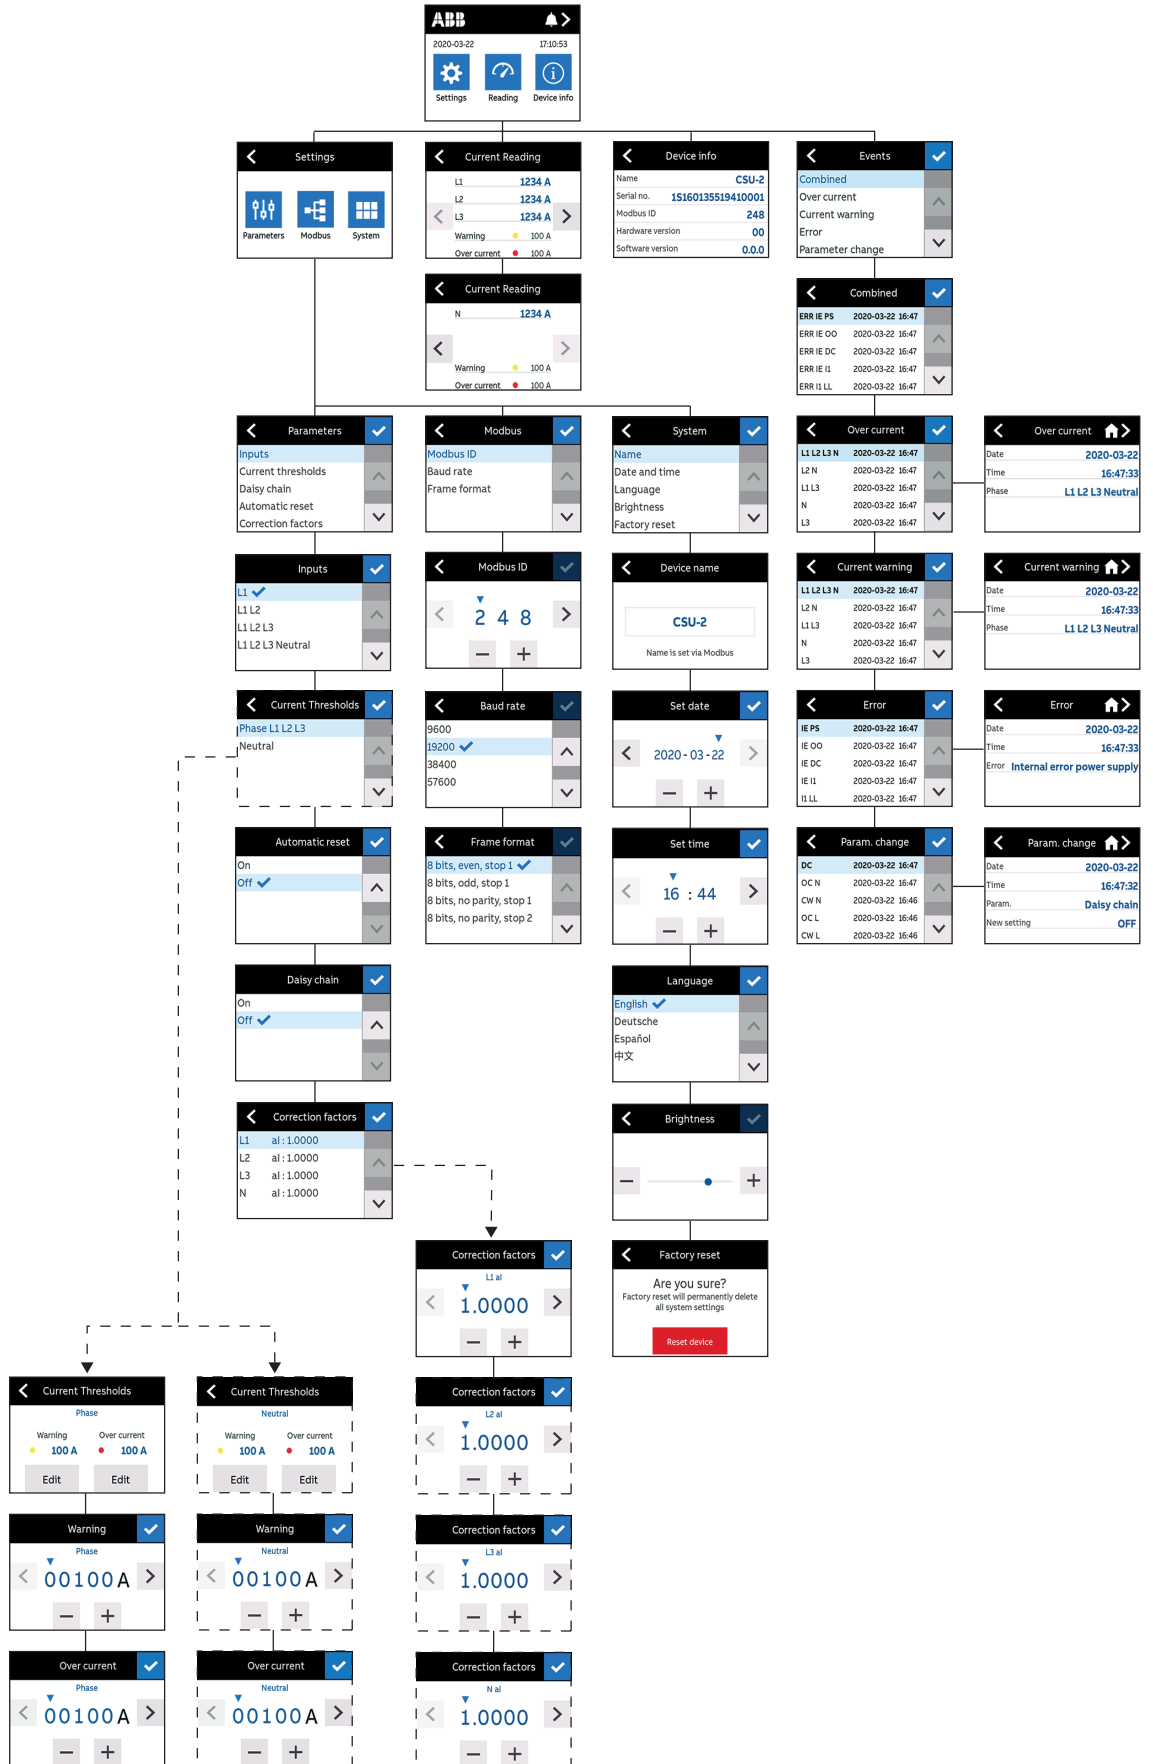 ABB
2020-03-22 17:10:53
Settings Reading Device info
Settings
Parameters Modbus System
Current Reading
L1 1234 A
L2 1234 A
L3 1234 A
Warning 100 A
Over current 100 A
Device info
Name CSU-2
Serial no. 1S160135519410001
Modbus ID 248
Hardware version 00
Software version 0.0.0
Events
Combined
Over current
Current warning
Error
Parameter change
Current Reading
N 1234 A
Warning 100 A
Over current 100 A
Combined
ERR IE PS 2020-03-22 16:47
ERR IE OO 2020-03-22 16:47
ERR IE DC 2020-03-22 16:47
ERR IE I1 2020-03-22 16:47
ERR I1 LL 2020-03-22 16:47
Parameters
Inputs
Current thresholds
Daisy chain
Automatic reset
Correction factors
Modbus
Modbus ID
Baud rate
Frame format
System
Name
Date and time
Language
Brightness
Factory reset
Over current
L1 L2 L3 N 2020-03-22 16:47
L2 N 2020-03-22 16:47
L1 L3 2020-03-22 16:47
N 2020-03-22 16:47
L3 2020-03-22 16:47
Over current
Date 2020-03-22
Time 16:47:33
Phase L1 L2 L3 Neutral
Inputs
L1
L1 L2
L1 L2 L3
L1 L2 L3 Neutral
Modbus ID
2 4 8
− +
Device name
CSU-2
Name is set via Modbus
Current warning
L1 L2 L3 N 2020-03-22 16:47
L2 N 2020-03-22 16:47
L1 L3 2020-03-22 16:47
N 2020-03-22 16:47
L3 2020-03-22 16:47
Current warning
Date 2020-03-22
Time 16:47:33
Phase L1 L2 L3 Neutral
Current Thresholds
Phase L1 L2 L3
Neutral
Baud rate
9600
19200
38400
57600
Set date
2020-03-22
− +
Error
IE PS 2020-03-22 16:47
IE OO 2020-03-22 16:47
IE DC 2020-03-22 16:47
IE I1 2020-03-22 16:47
I1 LL 2020-03-22 16:47
Error
Date 2020-03-22
Time 16:47:33
Error Internal error power supply
Automatic reset
On
Off
Frame format
8 bits, even, stop 1
8 bits, odd, stop 1
8 bits, no parity, stop 1
8 bits, no parity, stop 2
Set time
16 : 44
− +
Param. change
DC 2020-03-22 16:47
OC N 2020-03-22 16:47
CW N 2020-03-22 16:46
OC L 2020-03-22 16:46
CW L 2020-03-22 16:46
Param. change
Date 2020-03-22
Time 16:47:32
Param. Daisy chain
New setting OFF
Daisy chain
On
Off
Language
English
Deutsche
Español
中文
Correction factors
L1 al : 1.0000
L2 al : 1.0000
L3 al : 1.0000
N al : 1.0000
Brightness
− +
Correction factors
L1 al
1.0000
− +
Factory reset
Are you sure?
Factory reset will permanently delete
all system settings
Reset device
Current Thresholds
Phase
Warning Over current
100 A 100 A
Edit Edit
Current Thresholds
Neutral
Warning Over current
100 A 100 A
Edit Edit
Correction factors
L2 al
1.0000
− +
Warning
Phase
00100 A
− +
Warning
Neutral
00100 A
− +
Correction factors
L3 al
1.0000
− +
Over current
Phase
00100 A
− +
Over current
Neutral
00100 A
− +
Correction factors
N al
1.0000
− +